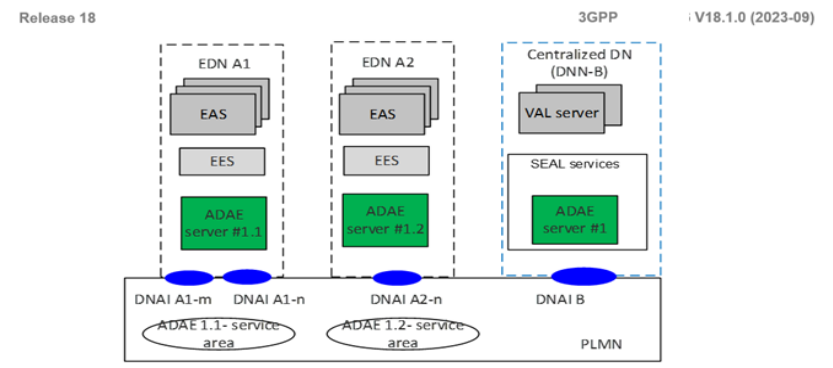 Release 18
3GPP
V18.1.0 (2023-09)
EDN A1
EAS
EES
ADAE
server #1.1
EDN A2
EAS
EES
ADAE
server #1.2
Centralized DN
(DNN-B)
VAL server
SEAL services
ADAE
server #1
DNAI A1-m
DNAI A1-n
DNAI A2-n
DNAI B
ADAE 1.1- service
area
ADAE 1.2- service
area
PLMN